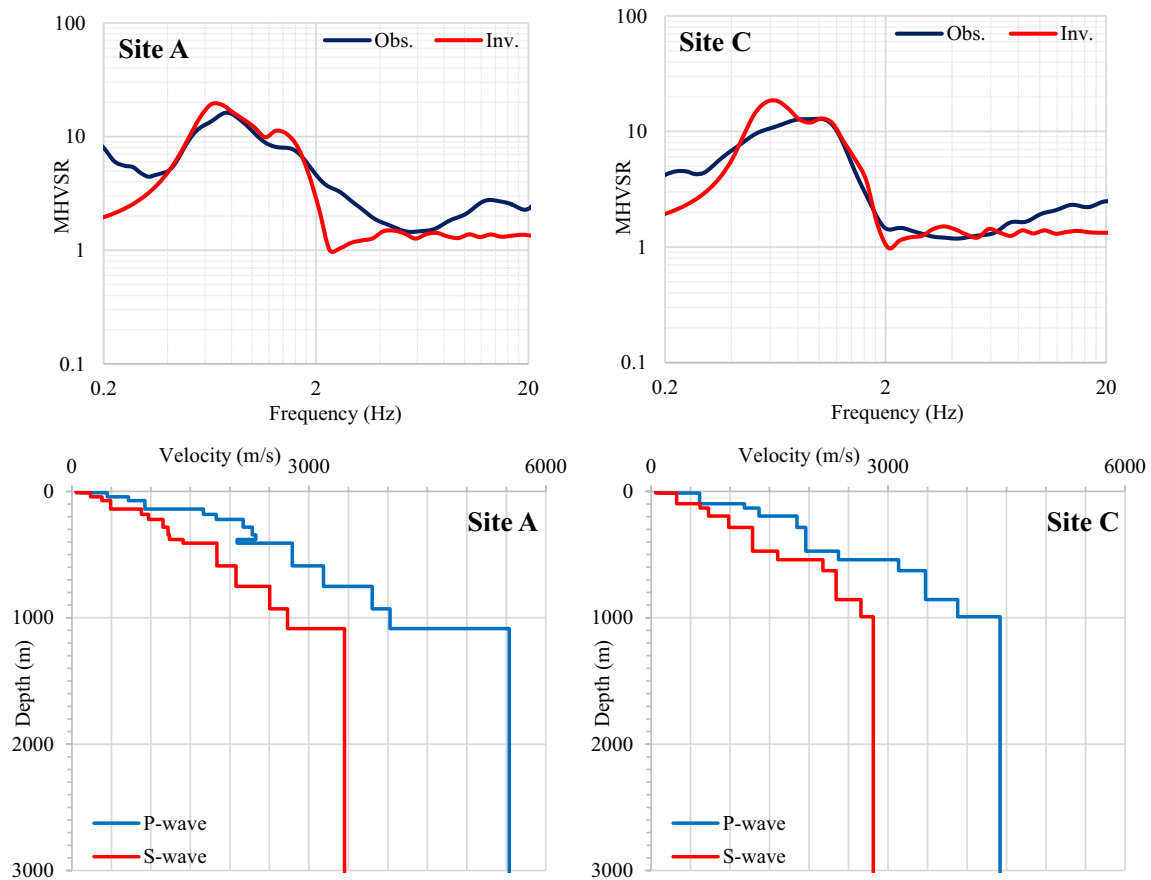 100
10
1
0.1
MHVSR
Site A
Obs.
Inv.
0.2
2
20
Frequency (Hz)
100
10
1
0.1
MHVSR
Site C
Obs.
Inv.
0.2
2
20
Frequency (Hz)
Velocity (m/s)
0
3000
6000
0
1000
2000
3000
Depth (m)
Site A
P-wave
S-wave
Velocity (m/s)
0
3000
6000
0
1000
2000
3000
Depth (m)
Site C
P-wave
S-wave